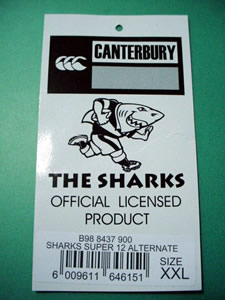 CANTERBURY
THE SHARKS
OFFICIAL LICENSED
PRODUCT
B98 8437 900
SHARKS SUPER 12 ALTERNATE
SIZE
XXL
6 009611 646151